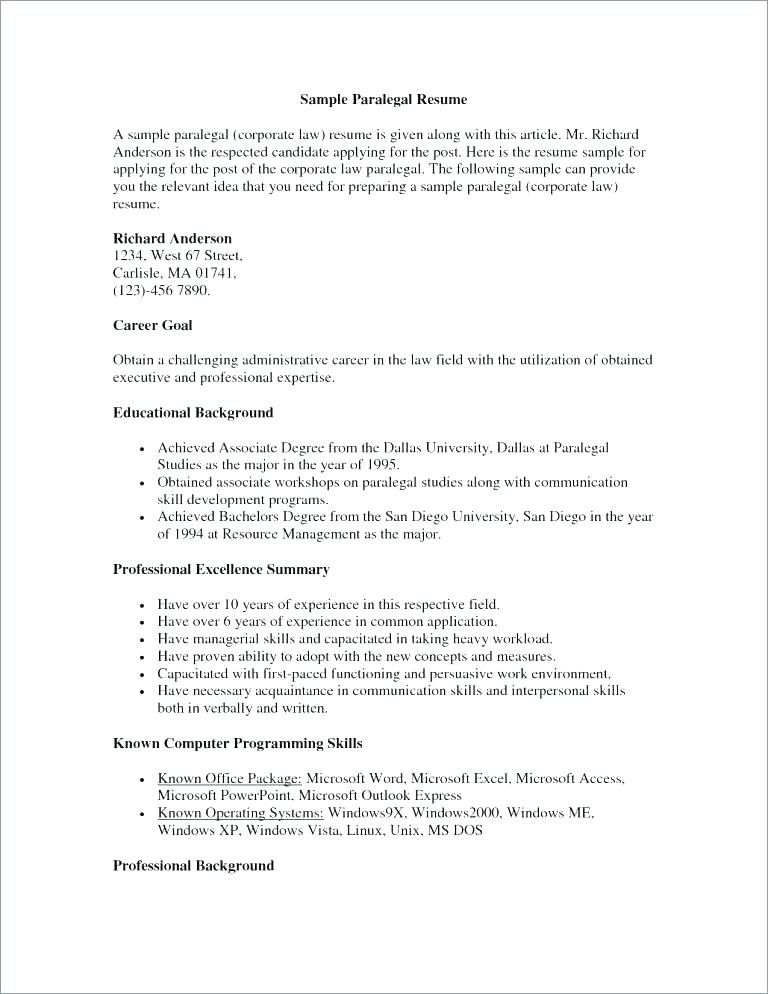 Sample Paralegal Resume
A sample paralegal (corporate law) resume is given along with this article. Mr. Richard
Anderson is the respected candidate applying for the post. Here is the resume sample for
applying for the post of the corporate law paralegal. The following sample can provide
you the relevant idea that you need for preparing a sample paralegal (corporate law)
resume.
Richard Anderson
1234, West 67 Street,
Carlisle, MA 01741,
(123)-456 7890.
Career Goal
Obtain a challenging administrative career in the law field with the utilization of obtained
executive and professional expertise.
Educational Background
• Achieved Associate Degree from the Dallas University, Dallas at Paralegal
Studies as the major in the year of 1995.
• Obtained associate workshops on paralegal studies along with communication
skill development programs.
• Achieved Bachelors Degree from the San Diego University, San Diego in the year
of 1994 at Resource Management as the major.
Professional Excellence Summary
• Have over 10 years of experience in this respective field.
• Have over 6 years of experience in common application.
• Have managerial skills and capacitated in taking heavy workload.
• Have proven ability to adopt with the new concepts and measures.
• Capacitated with first-paced functioning and persuasive work environment.
• Have necessary acquaintance in communication skills and interpersonal skills
both in verbally and written.
Known Computer Programming Skills
• Known Office Package: Microsoft Word, Microsoft Excel, Microsoft Access,
Microsoft PowerPoint, Microsoft Outlook Express
• Known Operating Systems: Windows9X, Windows2000, Windows ME,
Windows XP, Windows Vista, Linux, Unix, MS DOS
Professional Background